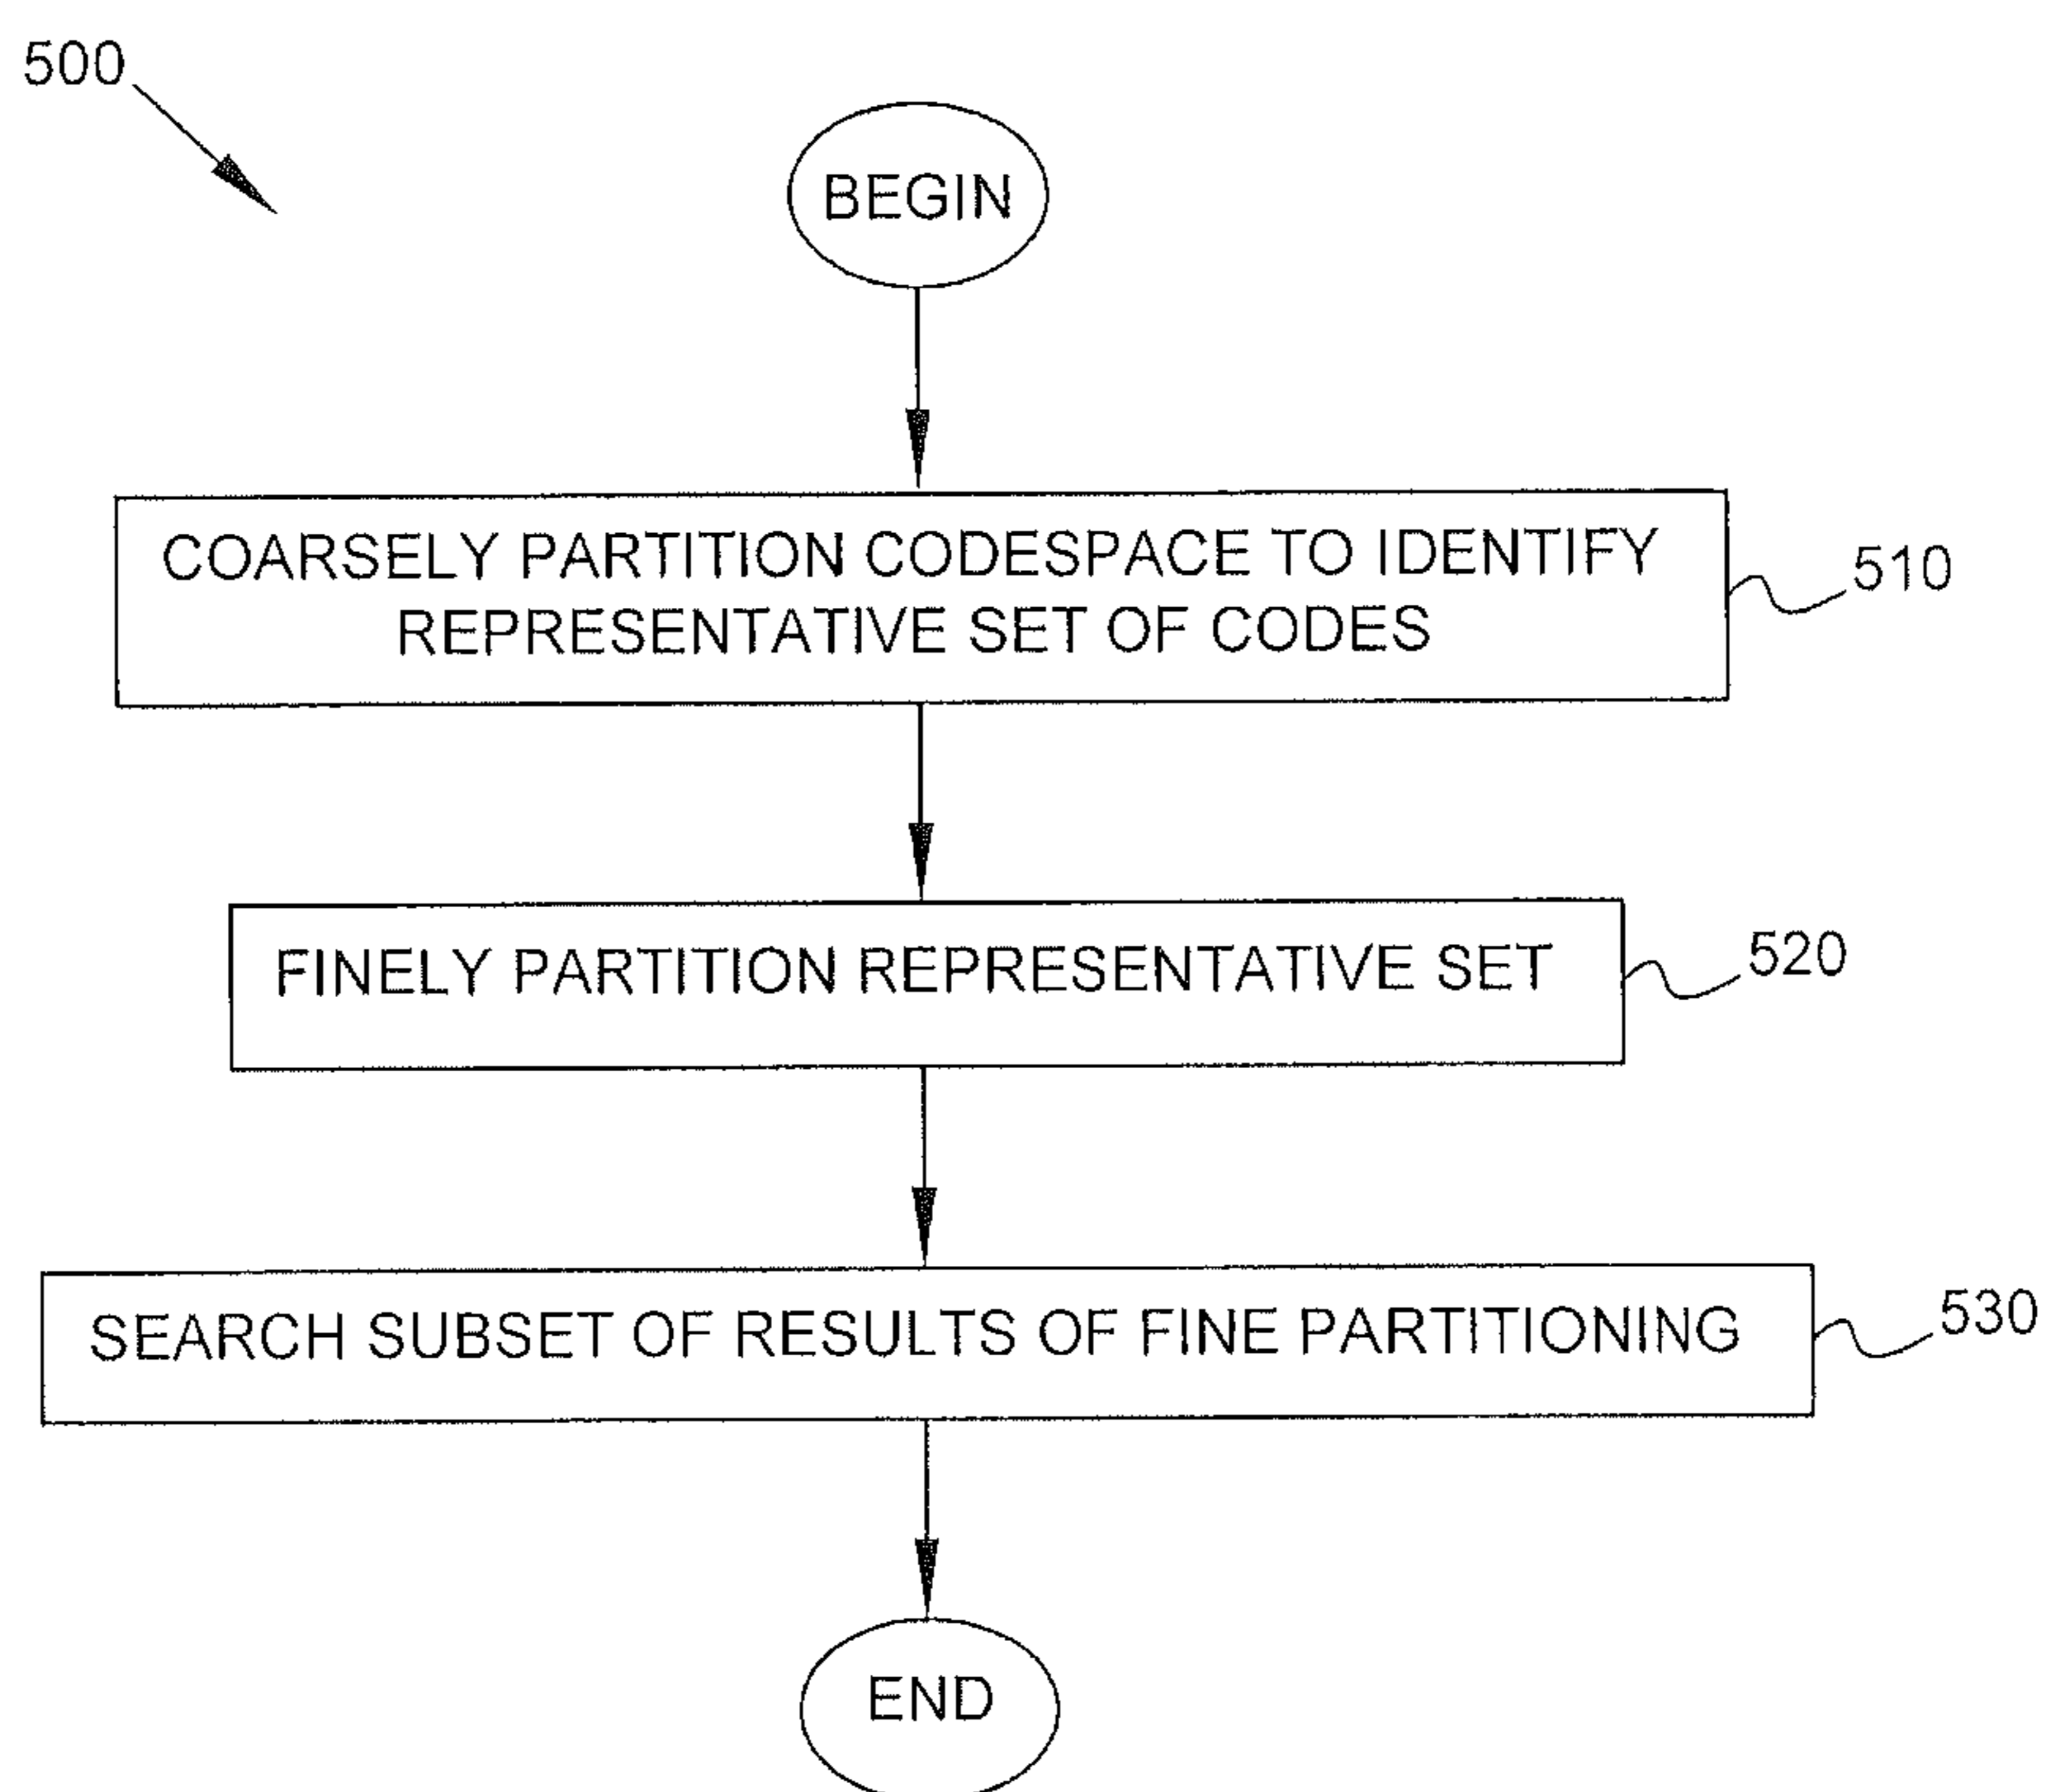 500
BEGIN
COARSELY PARTITION CODESPACE TO IDENTIFY
REPRESENTATIVE SET OF CODES
510
FINELY PARTITION REPRESENTATIVE SET
520
SEARCH SUBSET OF RESULTS OF FINE PARTITIONING
530
END